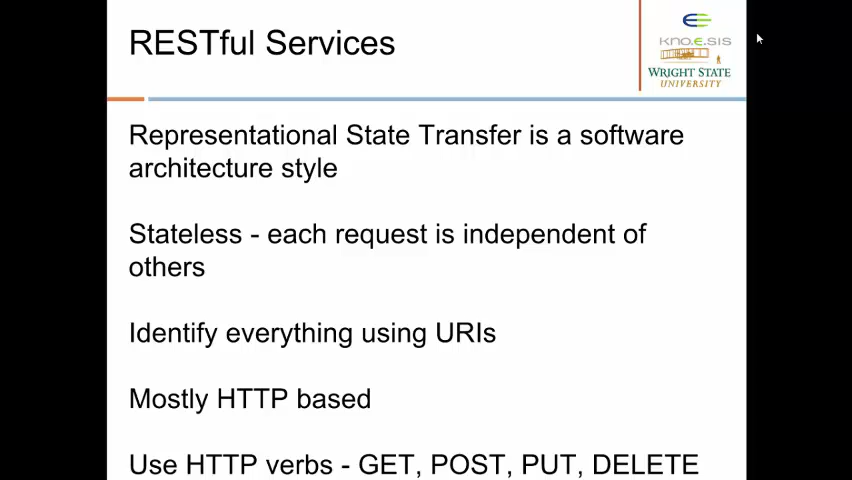 RESTful Services
kno.e.sis
WRIGHT STATE
UNIVERSITY
Representational State Transfer is a software
architecture style
Stateless - each request is independent of
others
Identify everything using URIs
Mostly HTTP based
Use HTTP verbs - GET, POST, PUT, DELETE